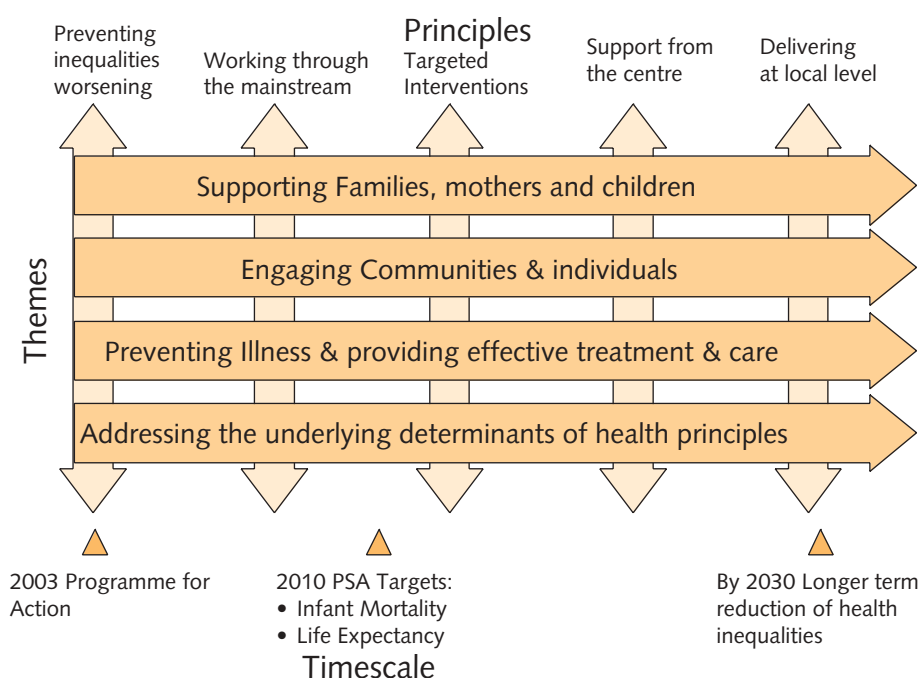 Principles
Preventing
inequalities
worsening
Working through
the mainstream
Targeted
Interventions
Support from
the centre
Delivering
at local level
Themes
Supporting Families, mothers and children
Engaging Communities & individuals
Preventing Illness & providing effective treatment & care
Addressing the underlying determinants of health principles
2003 Programme for
Action
2010 PSA Targets:
• Infant Mortality
• Life Expectancy
By 2030 Longer term
reduction of health
inequalities
Timescale